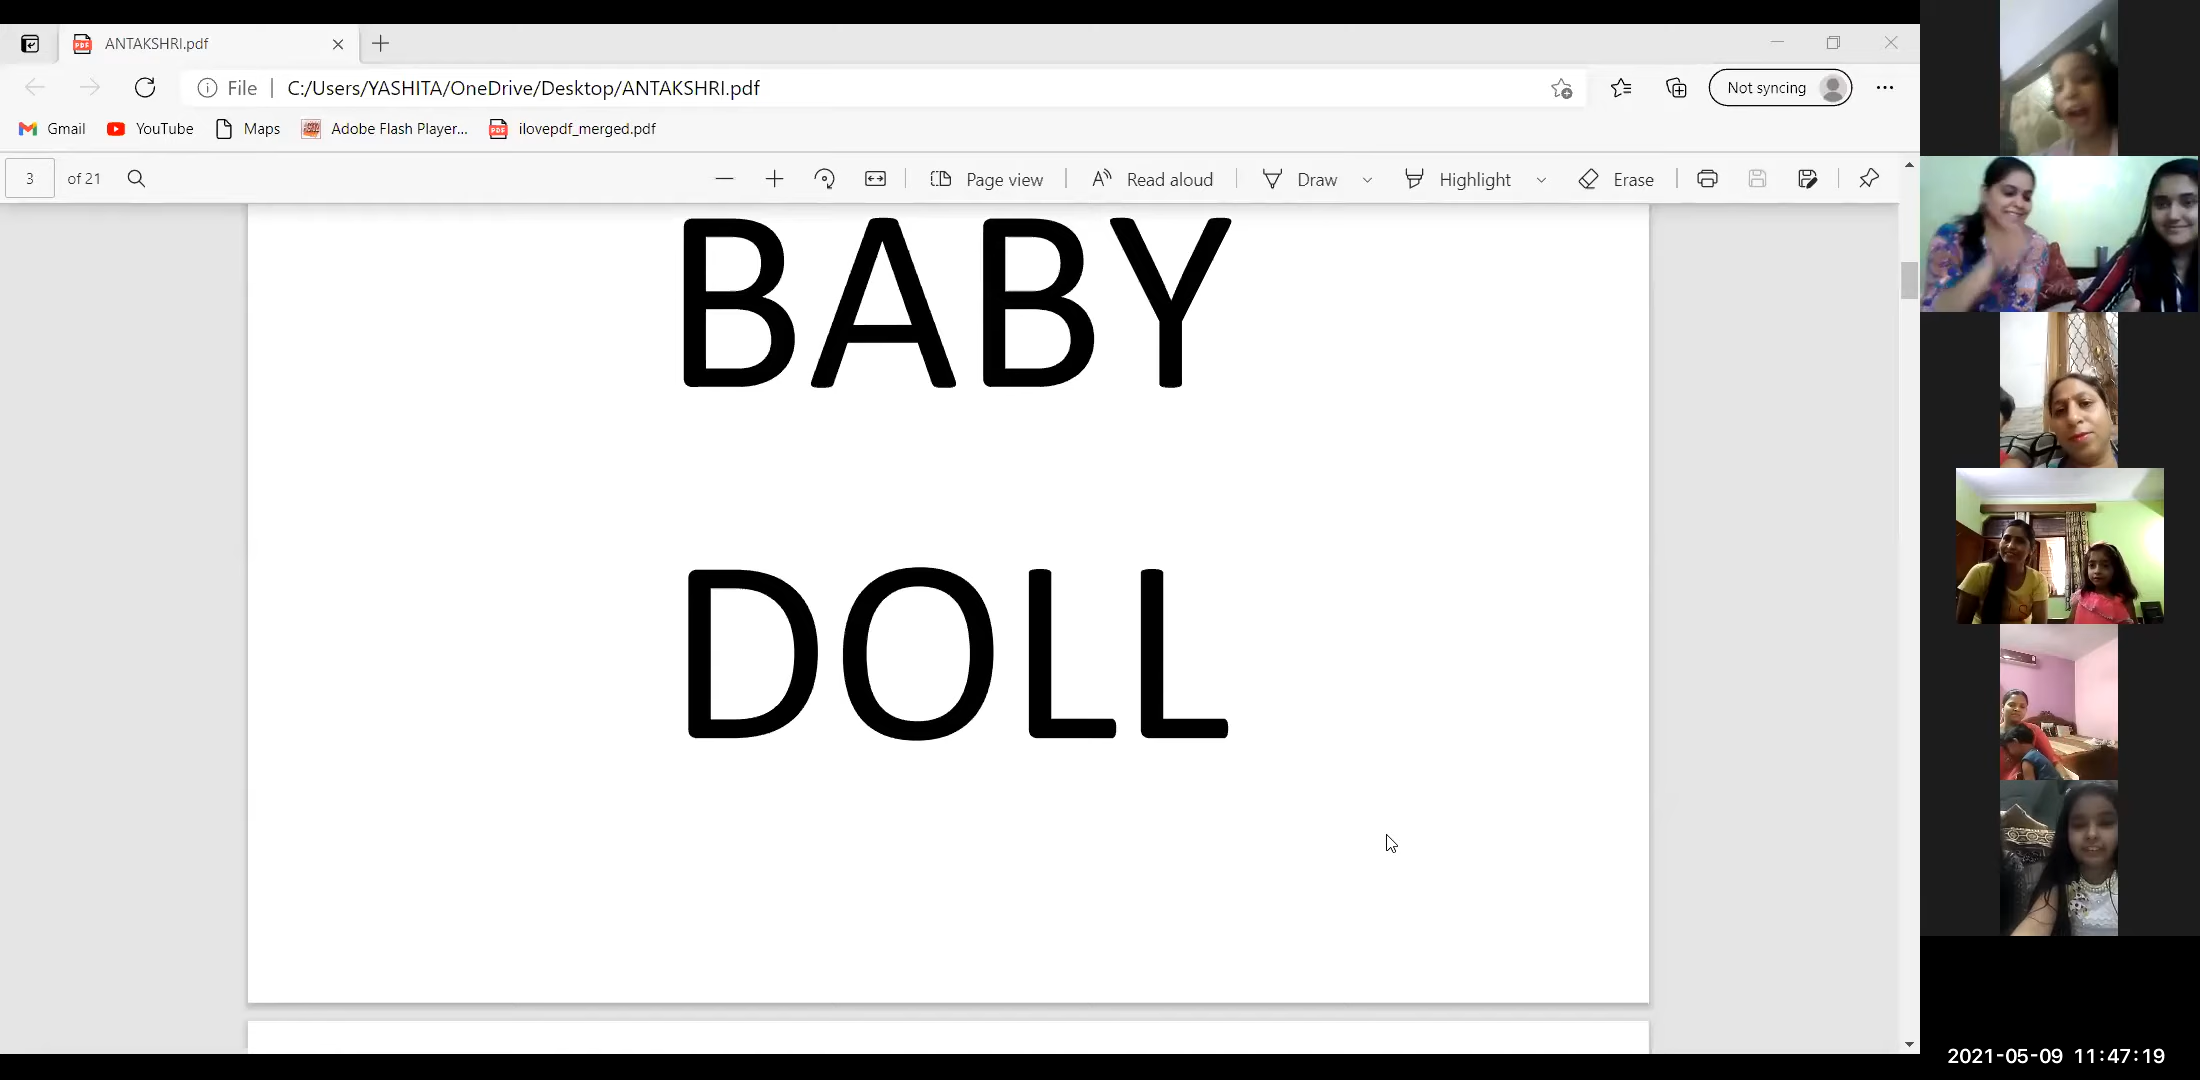 ANTAKSHRI.pdf
File | C:/Users/YASHITA/OneDrive/Desktop/ANTAKSHRI.pdf
Not syncing
Gmail YouTube Maps Adobe Flash Player... ilovepdf_merged.pdf
3 of 21 Page view Read aloud Draw Highlight Erase
BABY
DOLL
2021-05-09 11:47:19